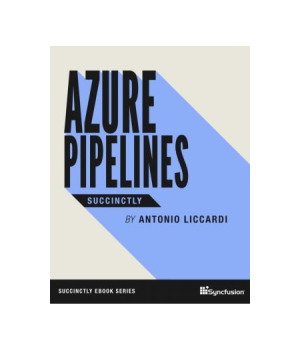 AZURE
PIPELINES
SUCCINCTLY
BY ANTONIO LICCARDI
SUCCINCTLY EBOOK SERIES
Syncfusion